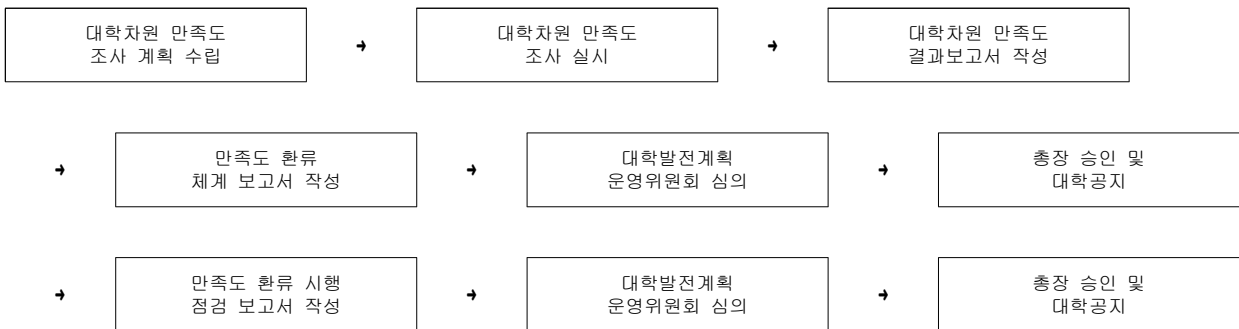 대학차원 만족도
조사 계획 수립
→
대학차원 만족도
조사 실시
→
대학차원 만족도
결과보고서 작성
→
만족도 환류
체계 보고서 작성
→
대학발전계획
운영위원회 심의
→
총장 승인 및
대학공지
→
만족도 환류 시행
점검 보고서 작성
→
대학발전계획
운영위원회 심의
→
총장 승인 및
대학공지